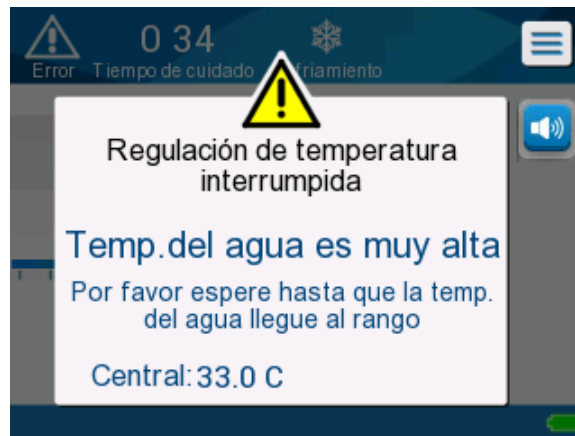 0 34
Error Tiempo de cuidado friamiento
Regulación de temperatura
interrumpida
Temp.del agua es muy alta
Por favor espere hasta que la temp.
del agua llegue al rango
Central: 33.0 C